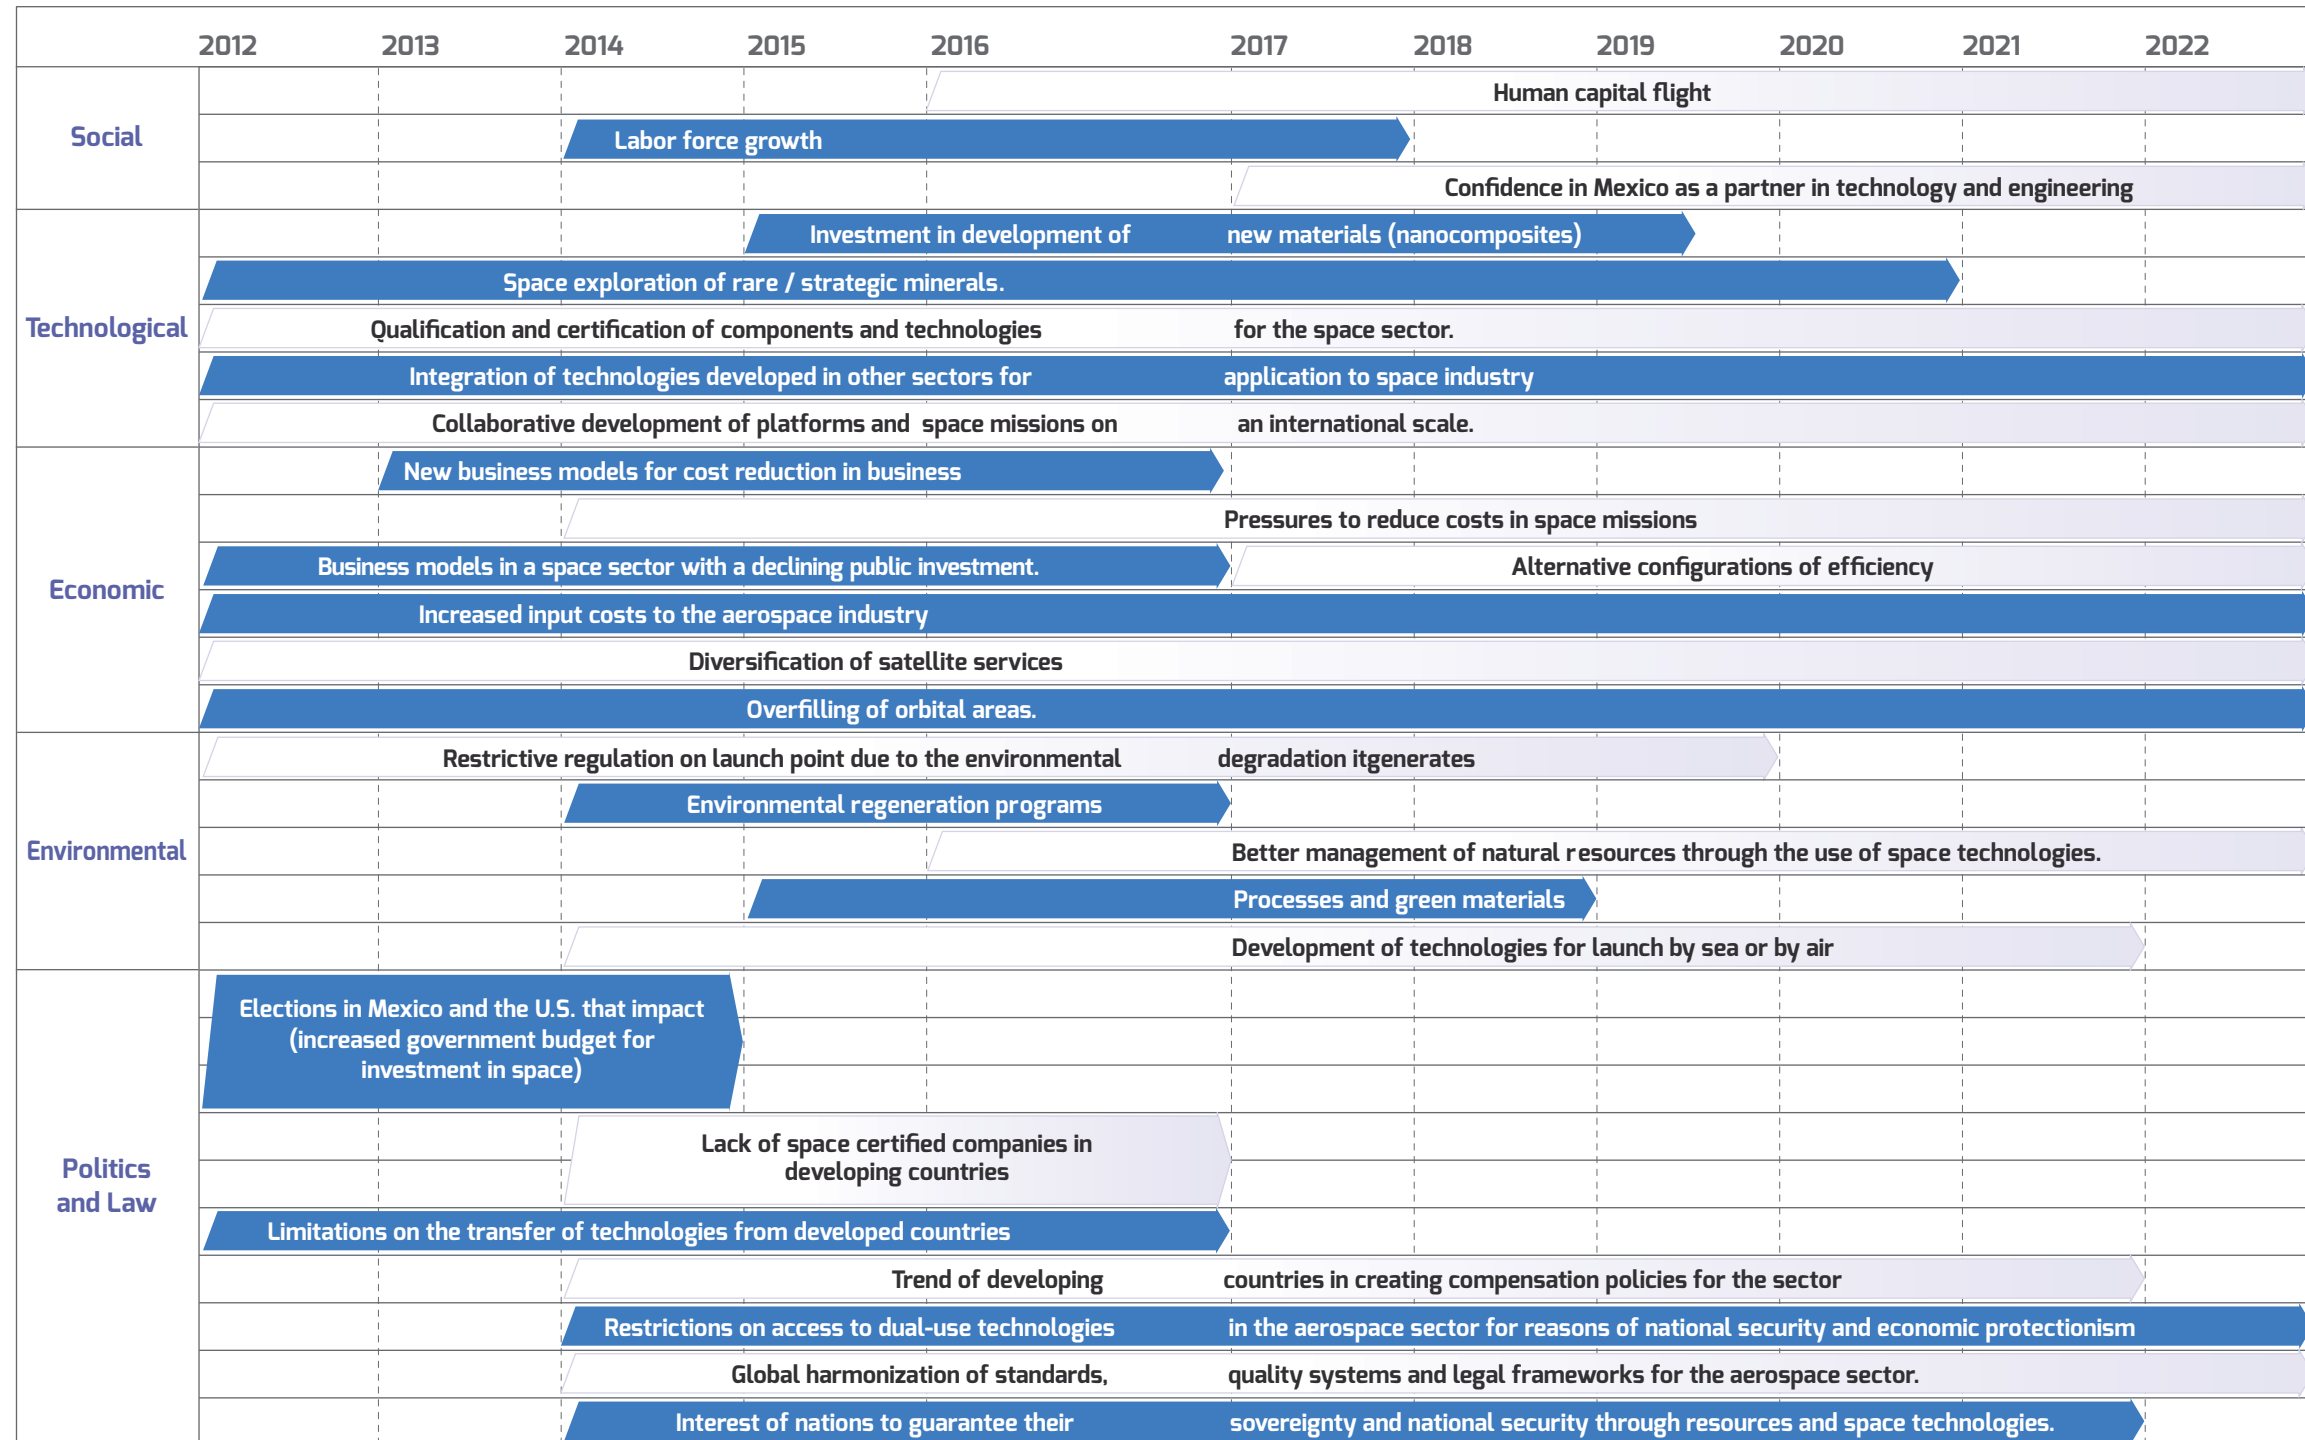 2012 2013 2014 2015 2016 2017 2018 2019 2020 2021 2022
Social
Human capital flight
Labor force growth
Confidence in Mexico as a partner in technology and engineering
Technological
Investment in development of new materials (nanocomposites)
Space exploration of rare / strategic minerals.
Qualification and certification of components and technologies for the space sector.
Integration of technologies developed in other sectors for application to space industry
Collaborative development of platforms and space missions on an international scale.
Economic
New business models for cost reduction in business
Pressures to reduce costs in space missions
Business models in a space sector with a declining public investment. Alternative configurations of efficiency
Increased input costs to the aerospace industry
Diversification of satellite services
Overfilling of orbital areas.
Environmental
Restrictive regulation on launch point due to the environmental degradation itgenerates
Environmental regeneration programs
Better management of natural resources through the use of space technologies.
Processes and green materials
Development of technologies for launch by sea or by air
Politics
and Law
Elections in Mexico and the U.S. that impact
(increased government budget for
investment in space)
Lack of space certified companies in
developing countries
Limitations on the transfer of technologies from developed countries
Trend of developing countries in creating compensation policies for the sector
Restrictions on access to dual-use technologies in the aerospace sector for reasons of national security and economic protectionism
Global harmonization of standards, quality systems and legal frameworks for the aerospace sector.
Interest of nations to guarantee their sovereignty and national security through resources and space technologies.